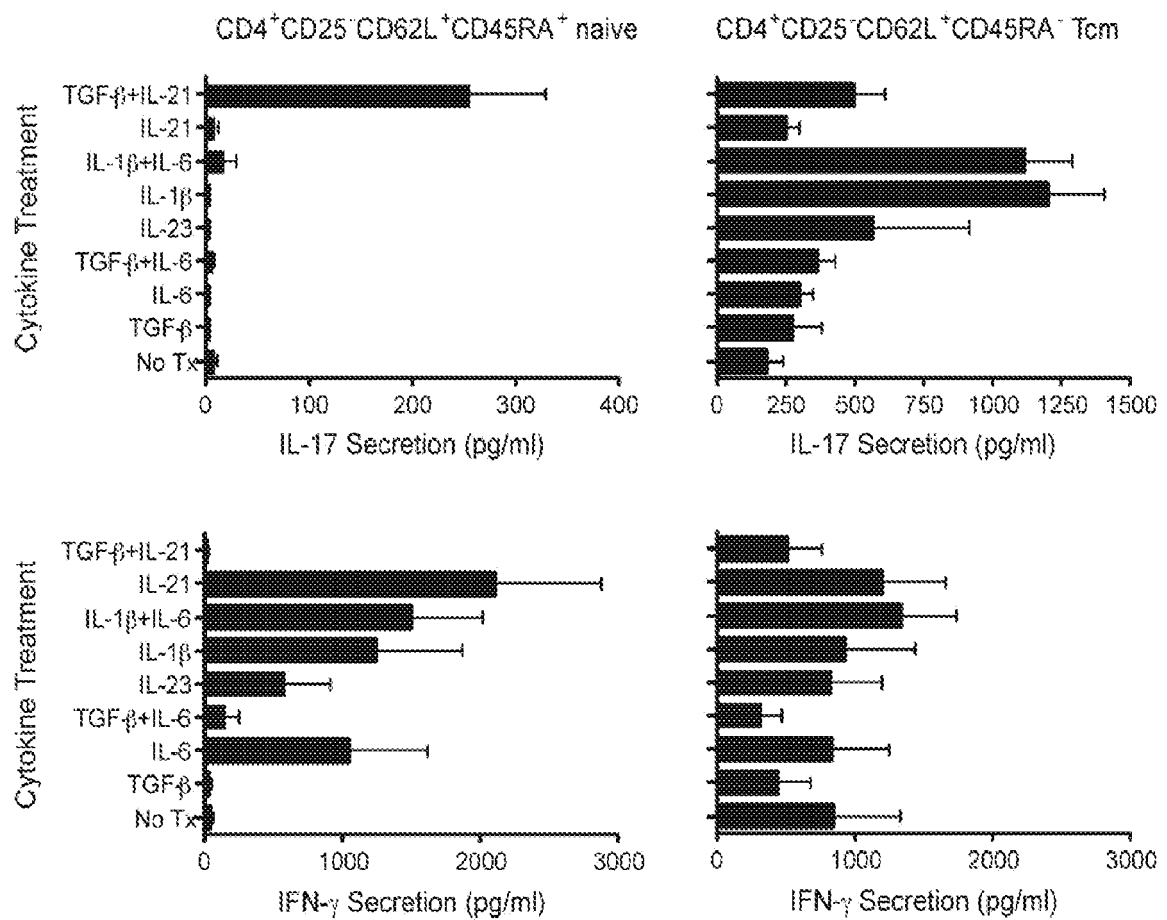 CD4⁺CD25⁻CD62L⁺CD45RA⁺ naive
CD4⁺CD25⁻CD62L⁺CD45RA⁻ Tcm
Cytokine Treatment
TGF-β+IL-21
IL-21
IL-1β+IL-6
IL-1β
IL-23
TGF-β+IL-6
IL-6
TGF-β
No Tx
0 100 200 300 400
IL-17 Secretion (pg/ml)
0 250 500 750 1000 1250 1500
IL-17 Secretion (pg/ml)
Cytokine Treatment
TGF-β+IL-21
IL-21
IL-1β+IL-6
IL-1β
IL-23
TGF-β+IL-6
IL-6
TGF-β
No Tx
0 1000 2000 3000
IFN-γ Secretion (pg/ml)
0 1000 2000 3000
IFN-γ Secretion (pg/ml)